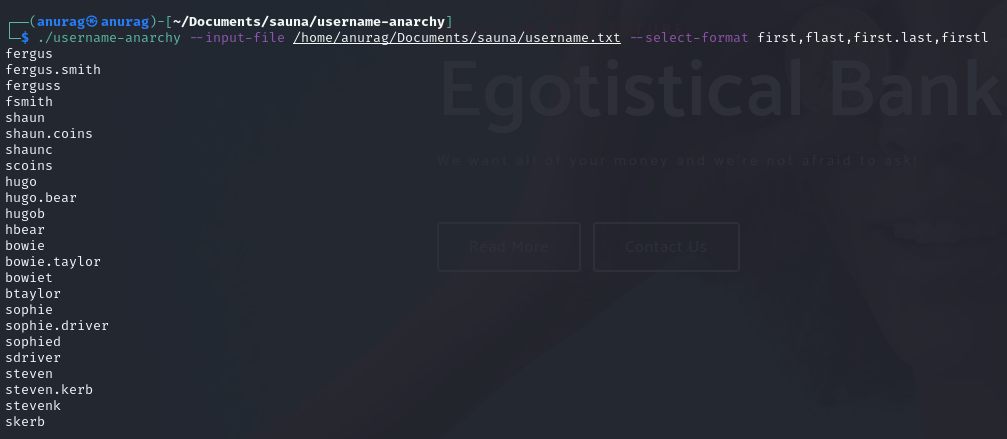 ┌──(anurag㉿anurag)-[~/Documents/sauna/username-anarchy]
└─$ ./username-anarchy --input-file /home/anurag/Documents/sauna/username.txt --select-format first,flast,first.last,firstl
fergus
fergus.smith
ferguss
fsmith
shaun
shaun.coins
shaunc
scoins
hugo
hugo.bear
hugob
hbear
bowie
bowie.taylor
bowiet
btaylor
sophie
sophie.driver
sophied
sdriver
steven
steven.kerb
stevenk
skerb
Egotistical Bank
We want all of your money and we're not afraid to ask!
Read More
Contact Us